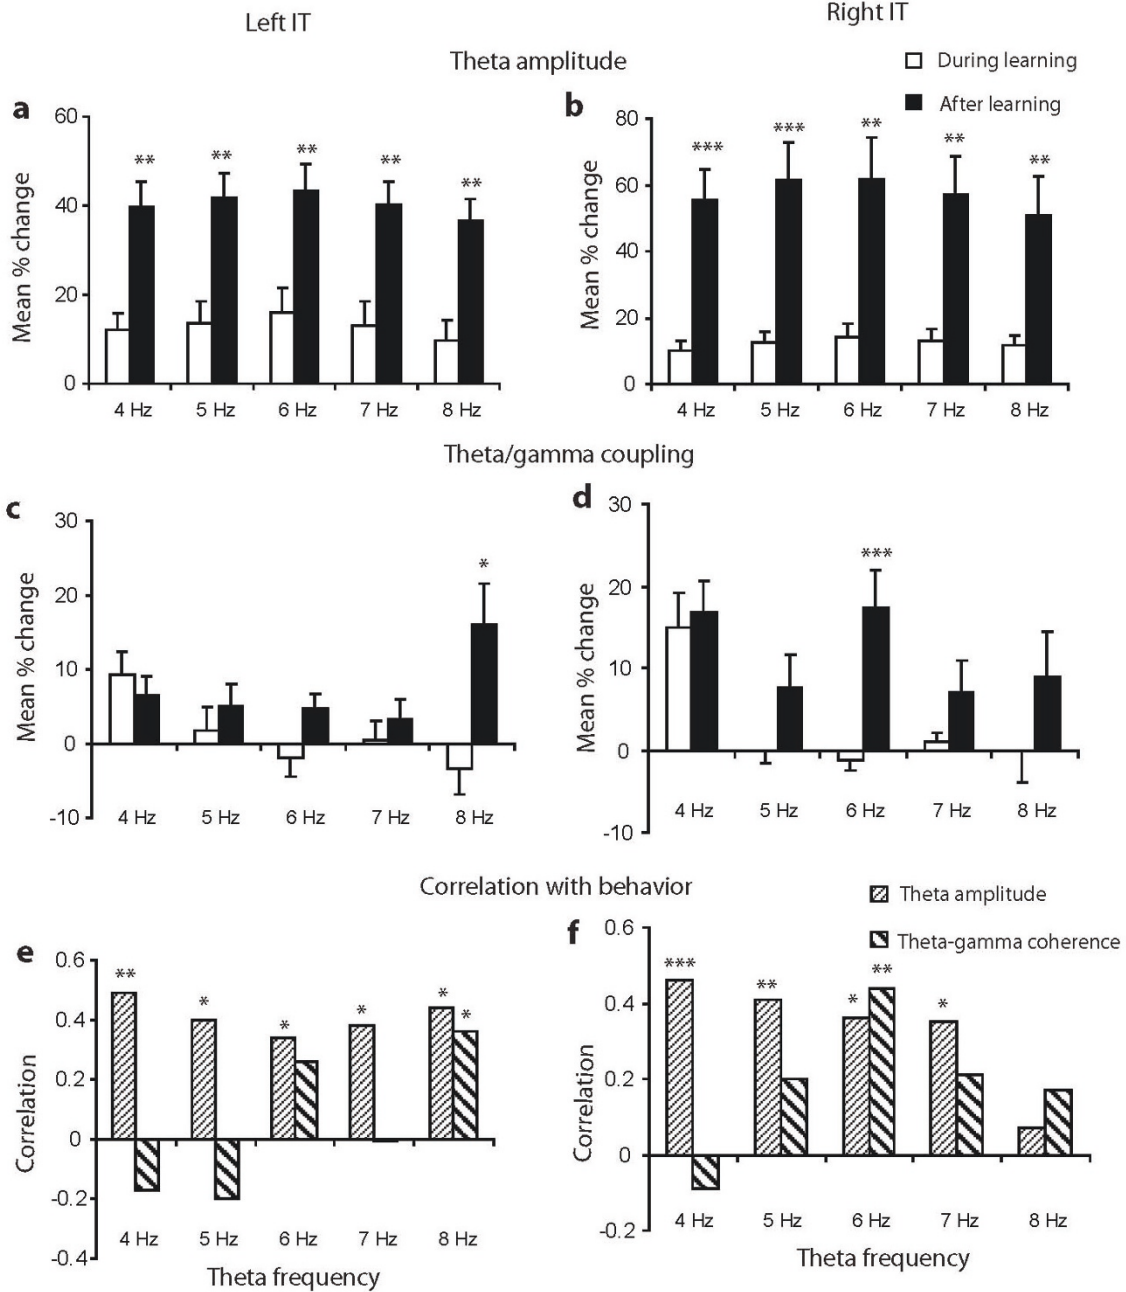 Left IT
Right IT
Theta amplitude
During learning
After learning
a
60
40
20
0
Mean % change
**
**
**
**
**
4 Hz 5 Hz 6 Hz 7 Hz 8 Hz
b
80
60
40
20
0
Mean % change
***
***
**
**
**
4 Hz 5 Hz 6 Hz 7 Hz 8 Hz
Theta/gamma coupling
c
30
20
10
0
-10
Mean % change
*
4 Hz 5 Hz 6 Hz 7 Hz 8 Hz
d
30
20
10
0
-10
Mean % change
***
4 Hz 5 Hz 6 Hz 7 Hz 8 Hz
Correlation with behavior
Theta amplitude
Theta-gamma coherence
e
0.6
0.4
0.2
0
-0.2
-0.4
Correlation
**
*
*
*
*
*
4 Hz 5 Hz 6 Hz 7 Hz 8 Hz
Theta frequency
f
0.6
0.4
0.2
0
-0.2
Correlation
***
**
*
**
*
4 Hz 5 Hz 6 Hz 7 Hz 8 Hz
Theta frequency